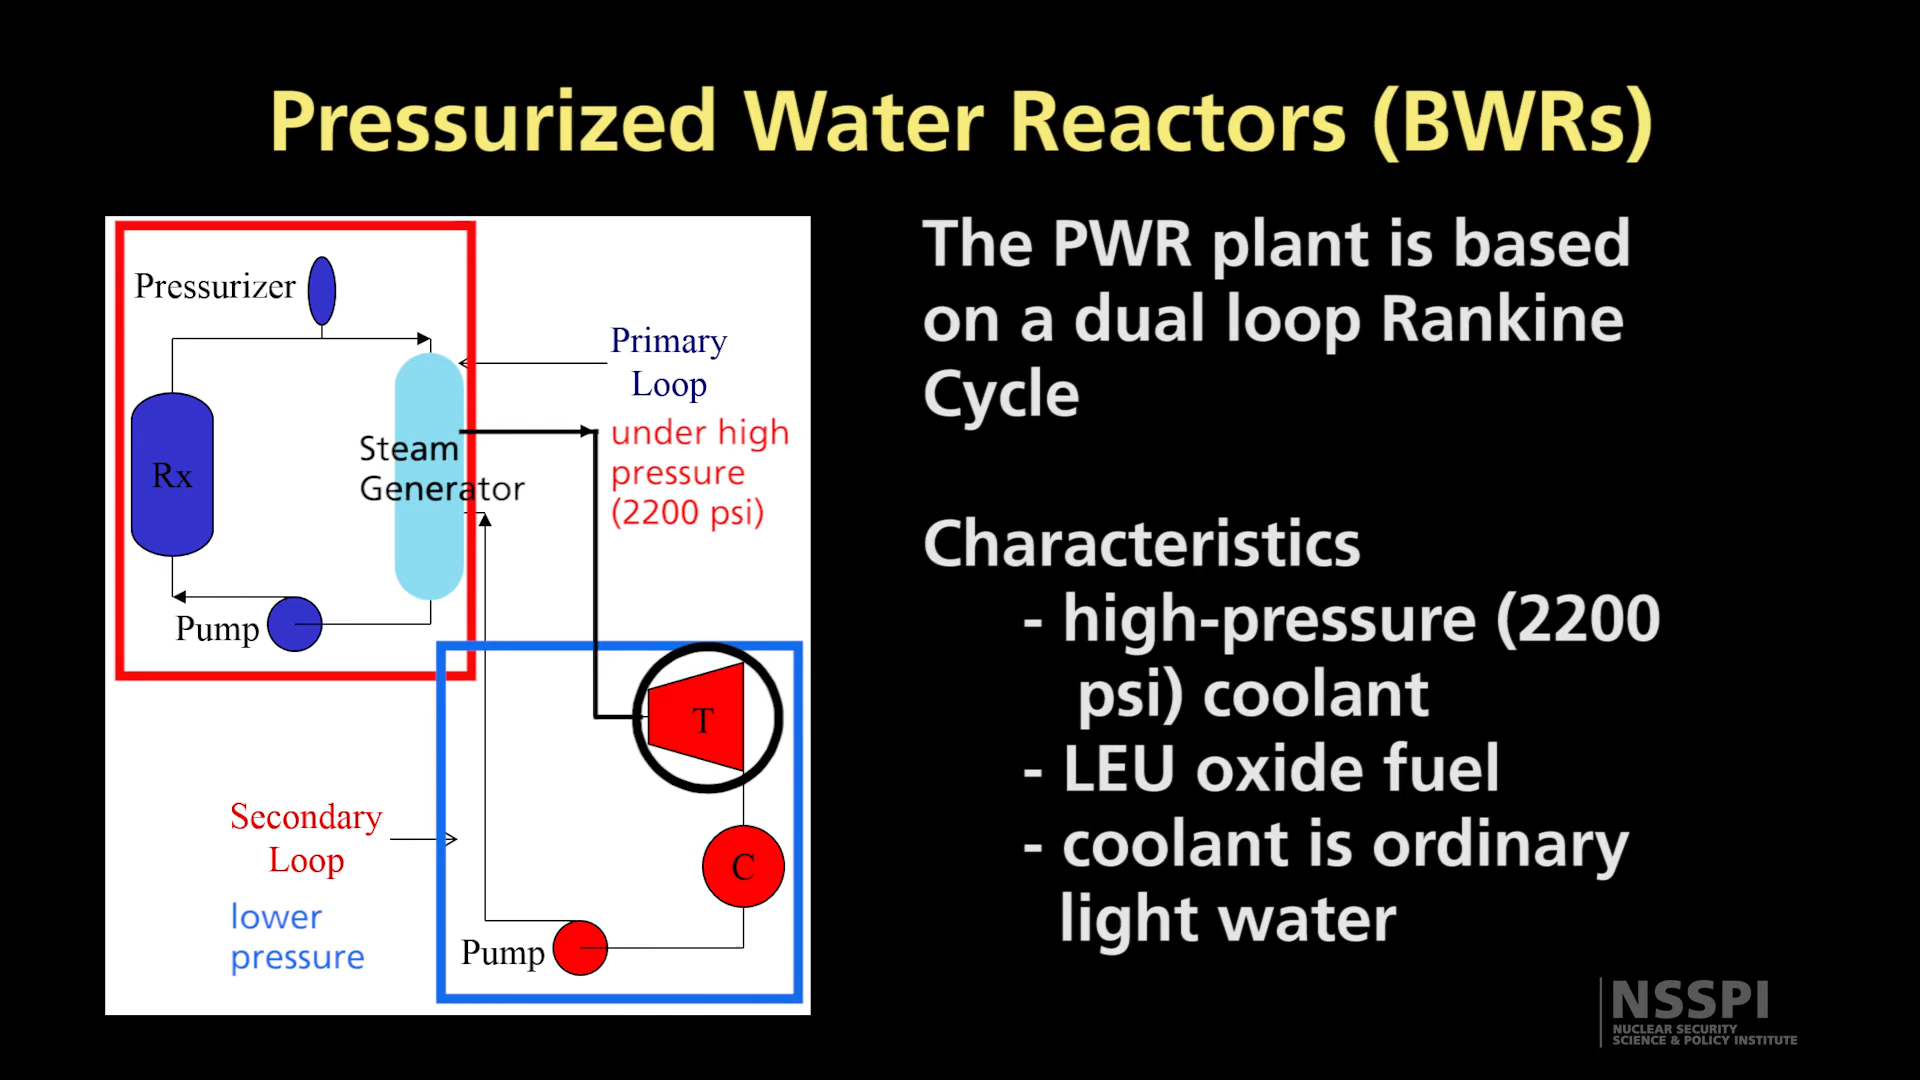 Pressurized Water Reactors (BWRs)
Pressurizer
Primary
Loop
under high
pressure
(2200 psi)
Steam
Generator
Rx
Pump
T
Secondary
Loop
lower
pressure
C
Pump
The PWR plant is based
on a dual loop Rankine
Cycle
Characteristics
- high-pressure (2200
psi) coolant
- LEU oxide fuel
- coolant is ordinary
light water
NSSPI
NUCLEAR SECURITY
SCIENCE & POLICY INSTITUTE